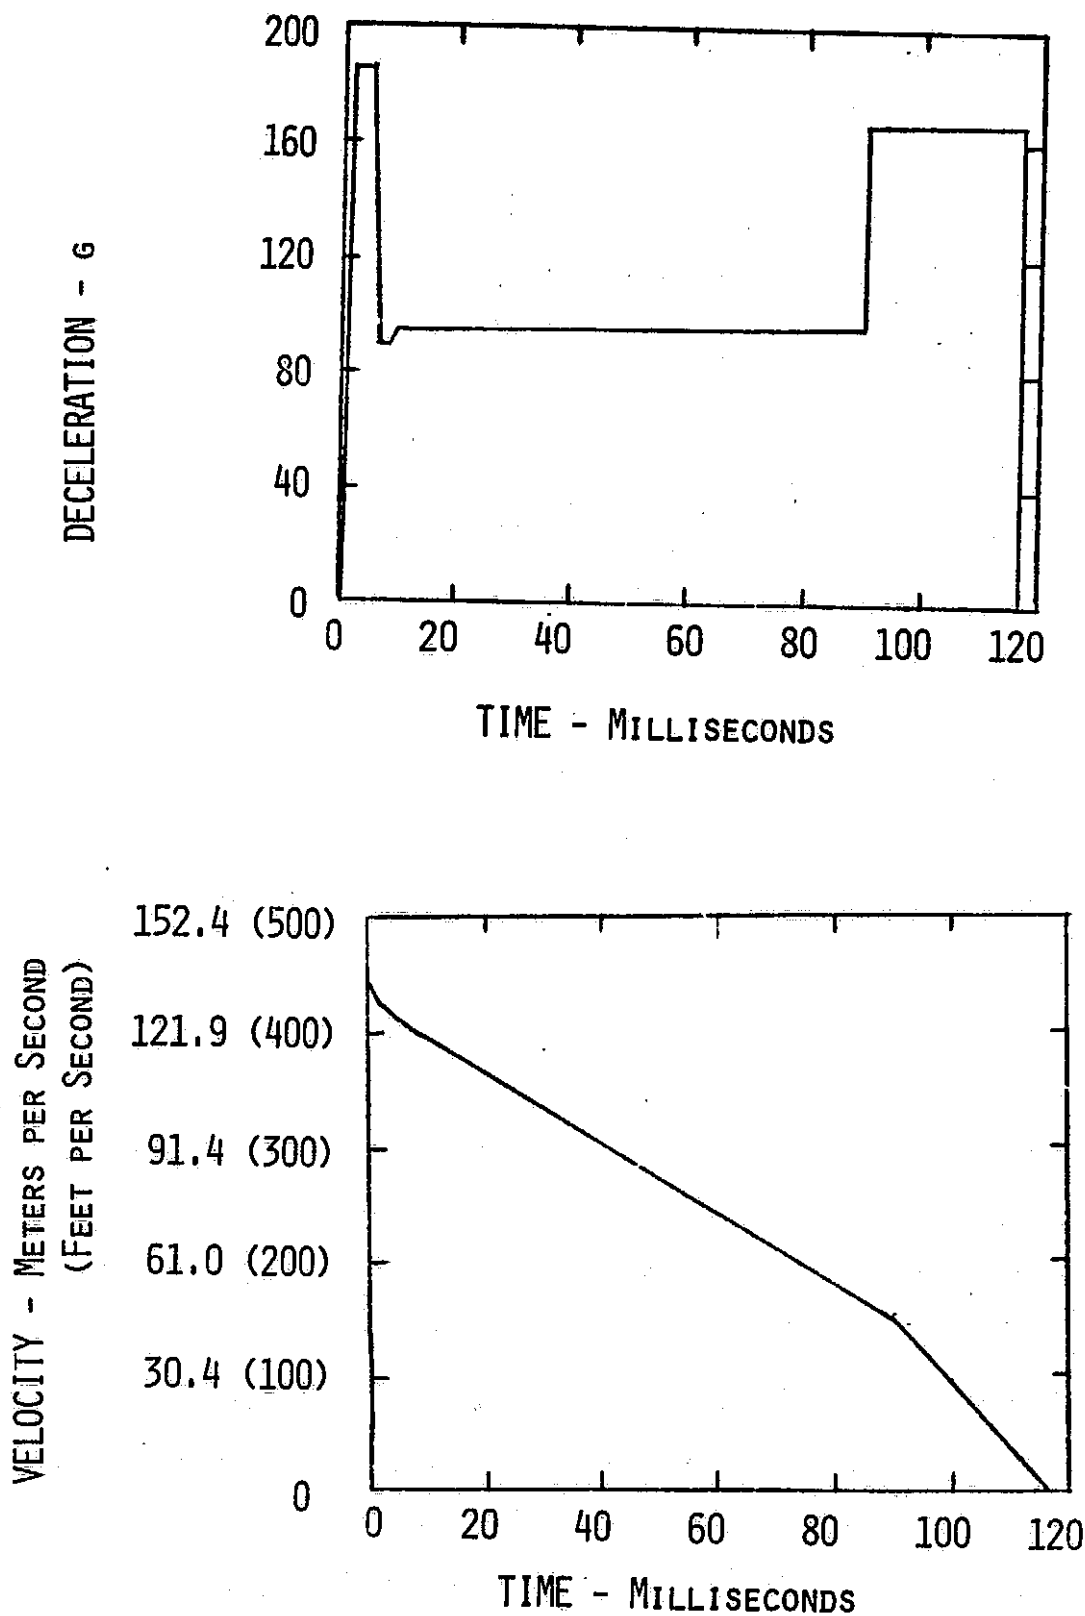 200
160
120
80
40
0
DECELERATION - G
0 20 40 60 80 100 120
TIME - MILLISECONDS
152.4 (500)
121.9 (400)
91.4 (300)
61.0 (200)
30.4 (100)
0
VELOCITY - METERS PER SECOND
(FEET PER SECOND)
0 20 40 60 80 100 120
TIME - MILLISECONDS